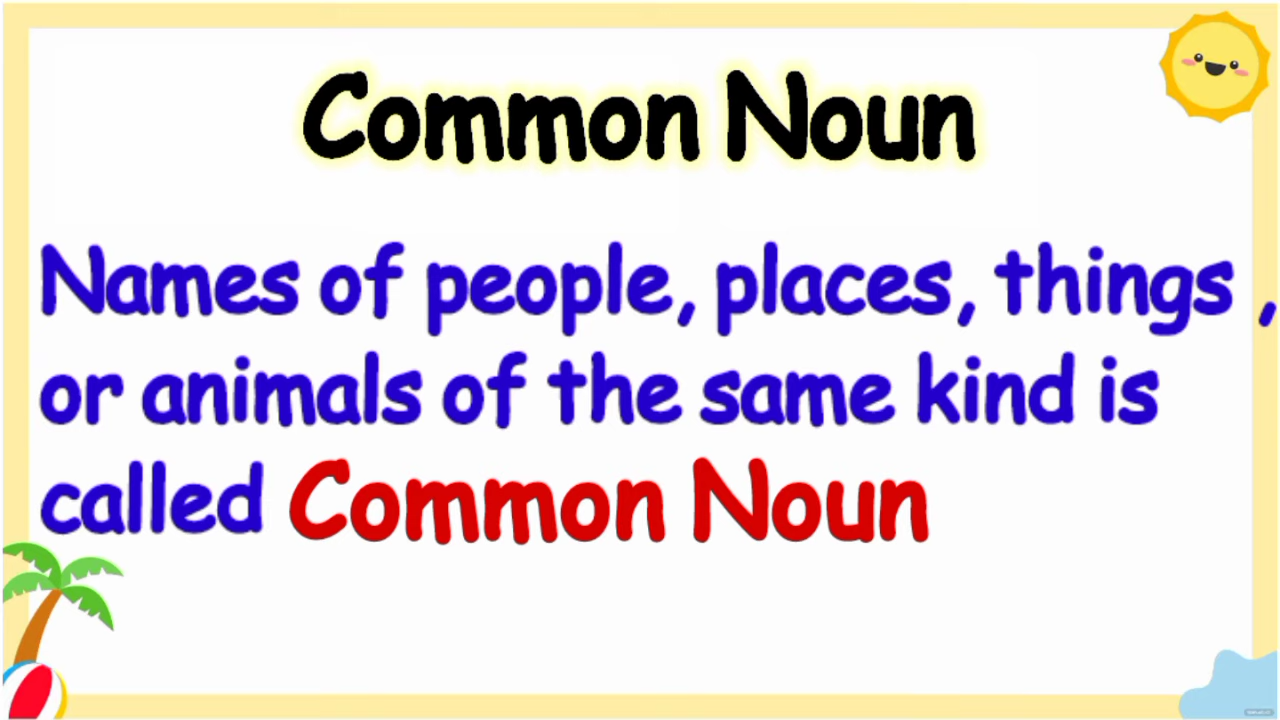 Common Noun
Names of people, places, things ,
or animals of the same kind is
called Common Noun